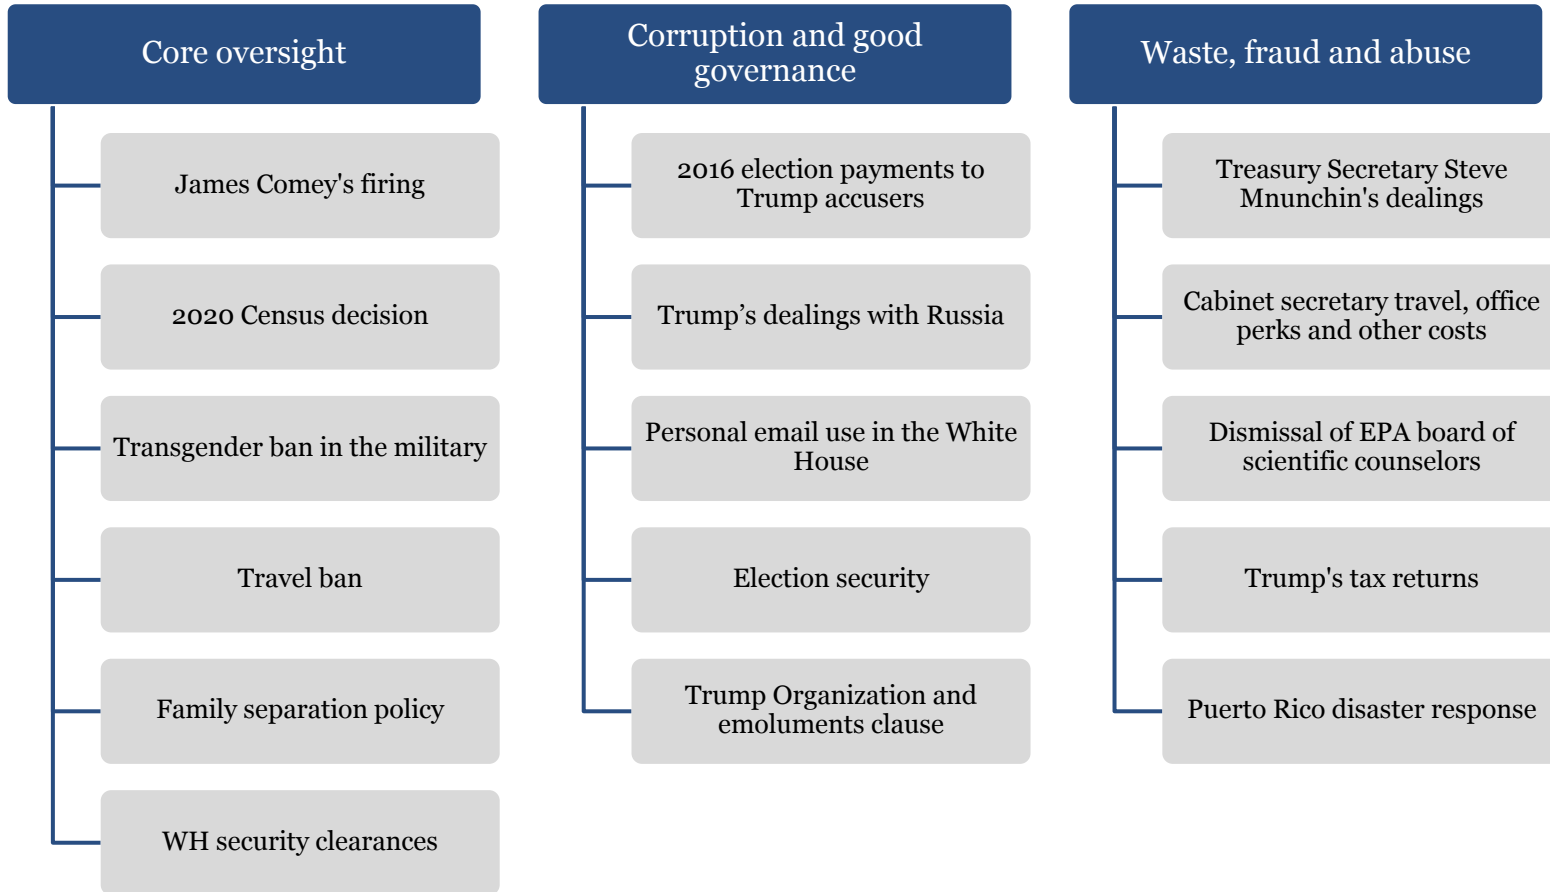 Core oversight
James Comey's firing
2020 Census decision
Transgender ban in the military
Travel ban
Family separation policy
WH security clearances
Corruption and good
governance
2016 election payments to
Trump accusers
Trump’s dealings with Russia
Personal email use in the White
House
Election security
Trump Organization and
emoluments clause
Waste, fraud and abuse
Treasury Secretary Steve
Mnunchin's dealings
Cabinet secretary travel, office
perks and other costs
Dismissal of EPA board of
scientific counselors
Trump's tax returns
Puerto Rico disaster response